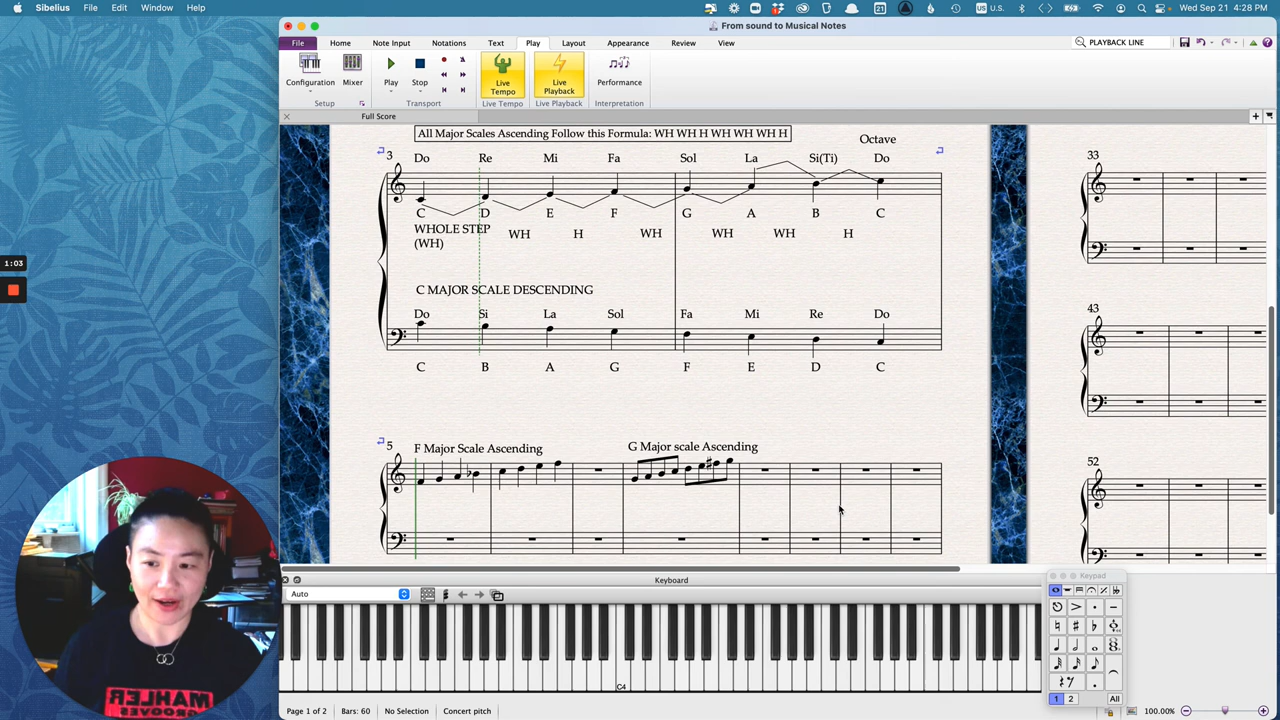 Sibelius File Edit Window Help
21 US Wed Sep 21 4:28 PM
From sound to Musical Notes
File Home Note Input Notations Text Play Layout Appearance Review View PLAYBACK LINE
Configuration Mixer Play Stop Live Tempo Live Playback Performance
Setup Transport Live Tempo Live Playback Interpretation
Full Score
All Major Scales Ascending Follow this Formula: WH WH H WH WH WH H
Octave
3 Do Re Mi Fa Sol La Si(Ti) Do 33
C D E F G A B C
WHOLE STEP
(WH) WH H WH WH WH H
1:03
C MAJOR SCALE DESCENDING
Do Si La Sol Fa Mi Re Do 43
C B A G F E D C
5 F Major Scale Ascending G Major scale Ascending 52
Keyboard Keypad
Auto
C4
MAHLER
GROOVES
1 2 All
Page 1 of 2 Bars: 60 No Selection Concert pitch 100.00%